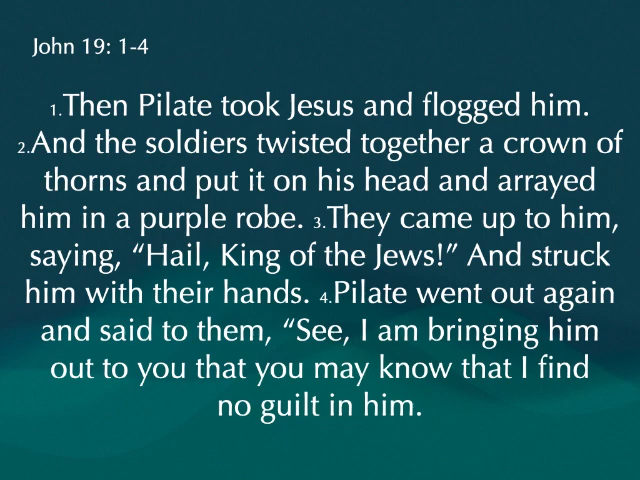 John 19: 1-4
1.Then Pilate took Jesus and flogged him.
2.And the soldiers twisted together a crown of
thorns and put it on his head and arrayed
him in a purple robe. 3.They came up to him,
saying, “Hail, King of the Jews!” And struck
him with their hands. 4.Pilate went out again
and said to them, “See, I am bringing him
out to you that you may know that I find
no guilt in him.